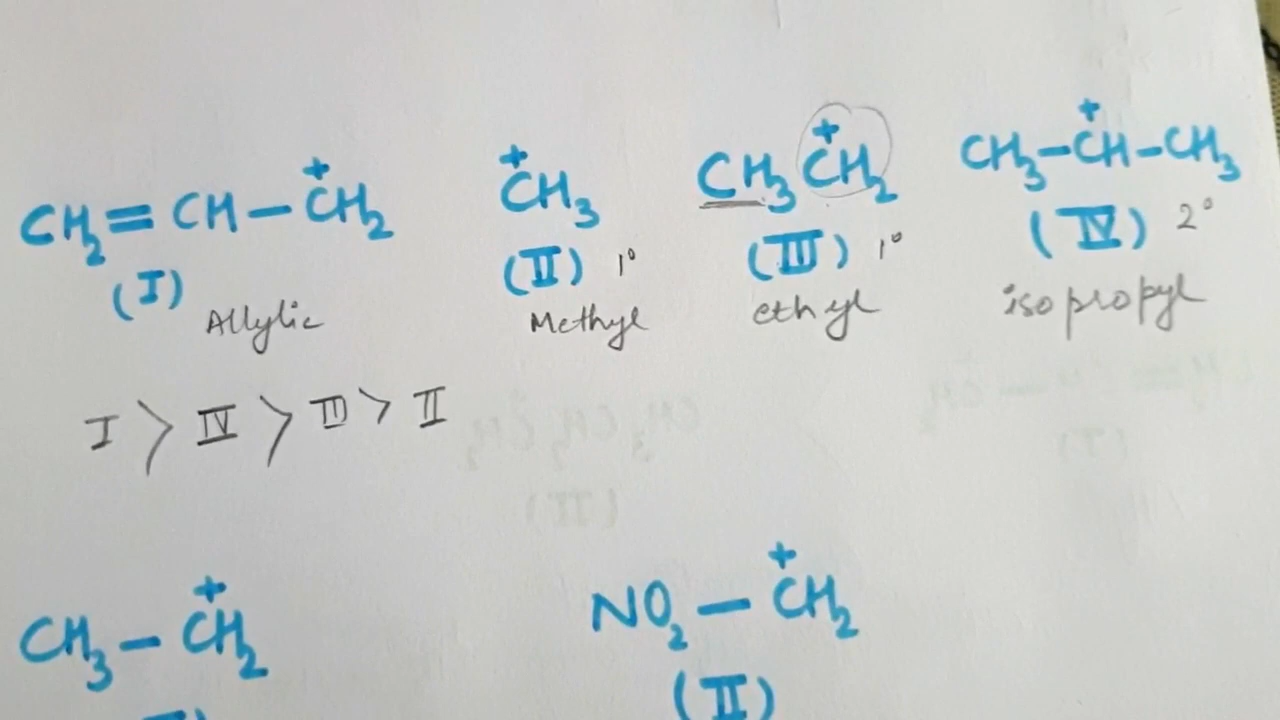 CH₂=CH–C⁺H₂ C⁺H₃ CH₃C⁺H₂ CH₃–C⁺H–CH₃
(I) (II) 1° (III) 1° (IV) 2°
Allylic Methyl ethyl isopropyl
I > IV > III > II
CH₃–C⁺H₂ NO₂–C⁺H₂
(II)